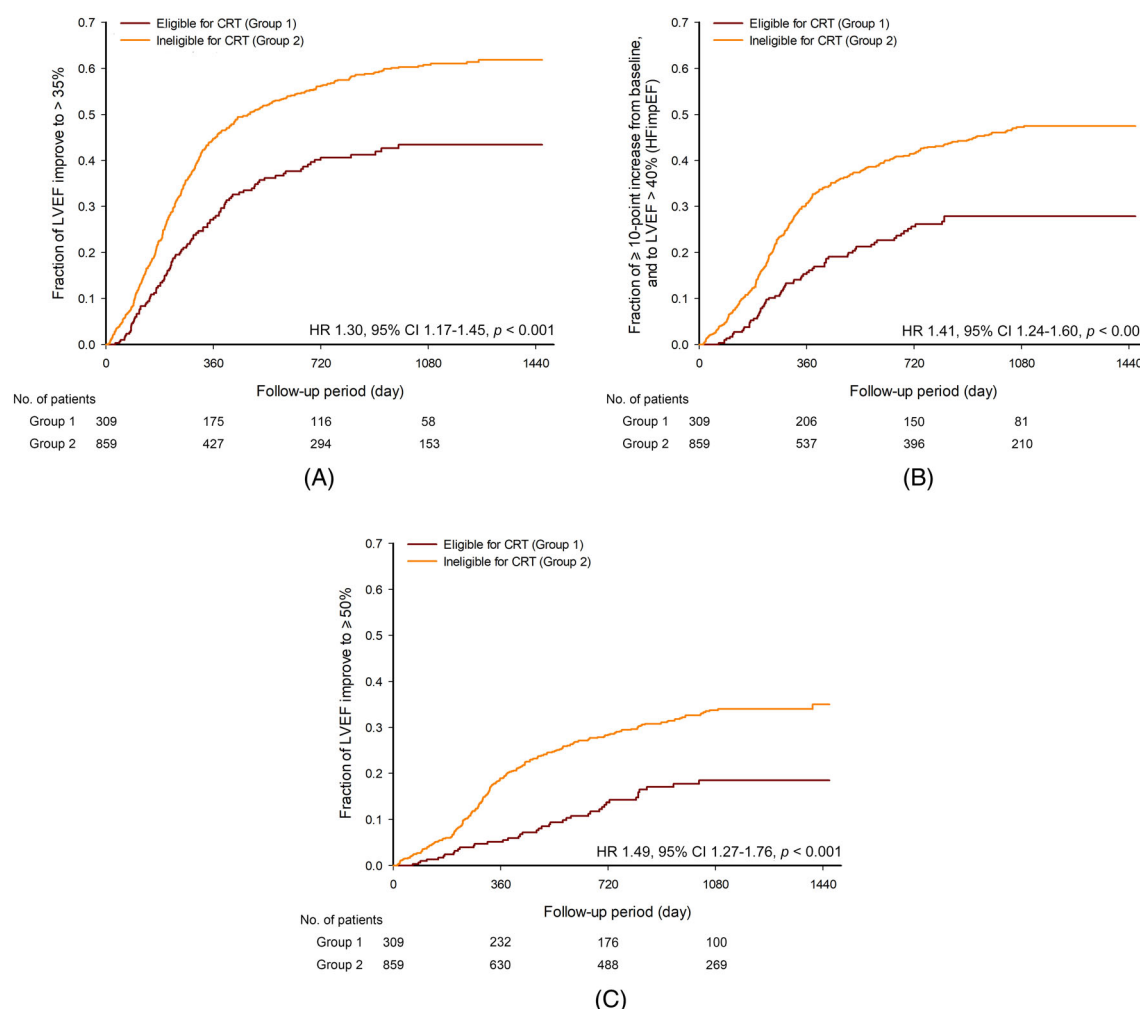 0.7
0.6
0.5
0.4
0.3
0.2
0.1
0.0
Fraction of LVEF improve to > 35%
Eligible for CRT (Group 1)
Ineligible for CRT (Group 2)
HR 1.30, 95% CI 1.17-1.45, p < 0.001
0 360 720 1080 1440
Follow-up period (day)
No. of patients
Group 1 309 175 116 58
Group 2 859 427 294 153
(A)
0.7
0.6
0.5
0.4
0.3
0.2
0.1
0.0
Fraction of ≥ 10-point increase from baseline,
and to LVEF > 40% (HFimpEF)
Eligible for CRT (Group 1)
Ineligible for CRT (Group 2)
HR 1.41, 95% CI 1.24-1.60, p < 0.00
0 360 720 1080 1440
Follow-up period (day)
No. of patients
Group 1 309 206 150 81
Group 2 859 537 396 210
(B)
0.7
0.6
0.5
0.4
0.3
0.2
0.1
0.0
Fraction of LVEF improve to ≥ 50%
Eligible for CRT (Group 1)
Ineligible for CRT (Group 2)
HR 1.49, 95% CI 1.27-1.76, p < 0.001
0 360 720 1080 1440
Follow-up period (day)
No. of patients
Group 1 309 232 176 100
Group 2 859 630 488 269
(C)